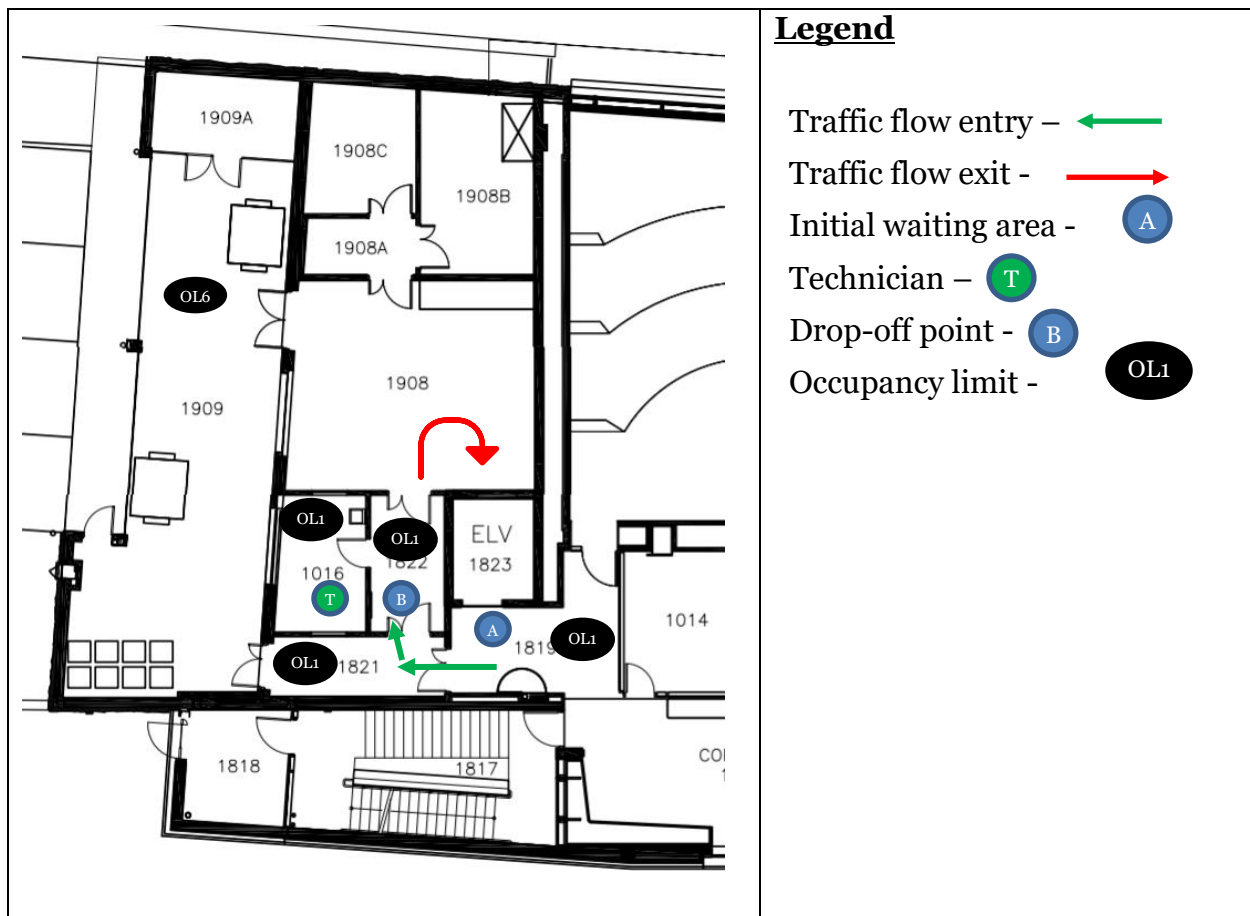 Legend
Traffic flow entry –
Traffic flow exit -
Initial waiting area - A
Technician – T
Drop-off point - B
Occupancy limit - OL1
1909A
1908C
1908B
1908A
OL6
1908
1909
OL1
OL1
ELV
1822
1823
1016
T
B
A
1819
OL1
1014
OL1
1821
1818
1817